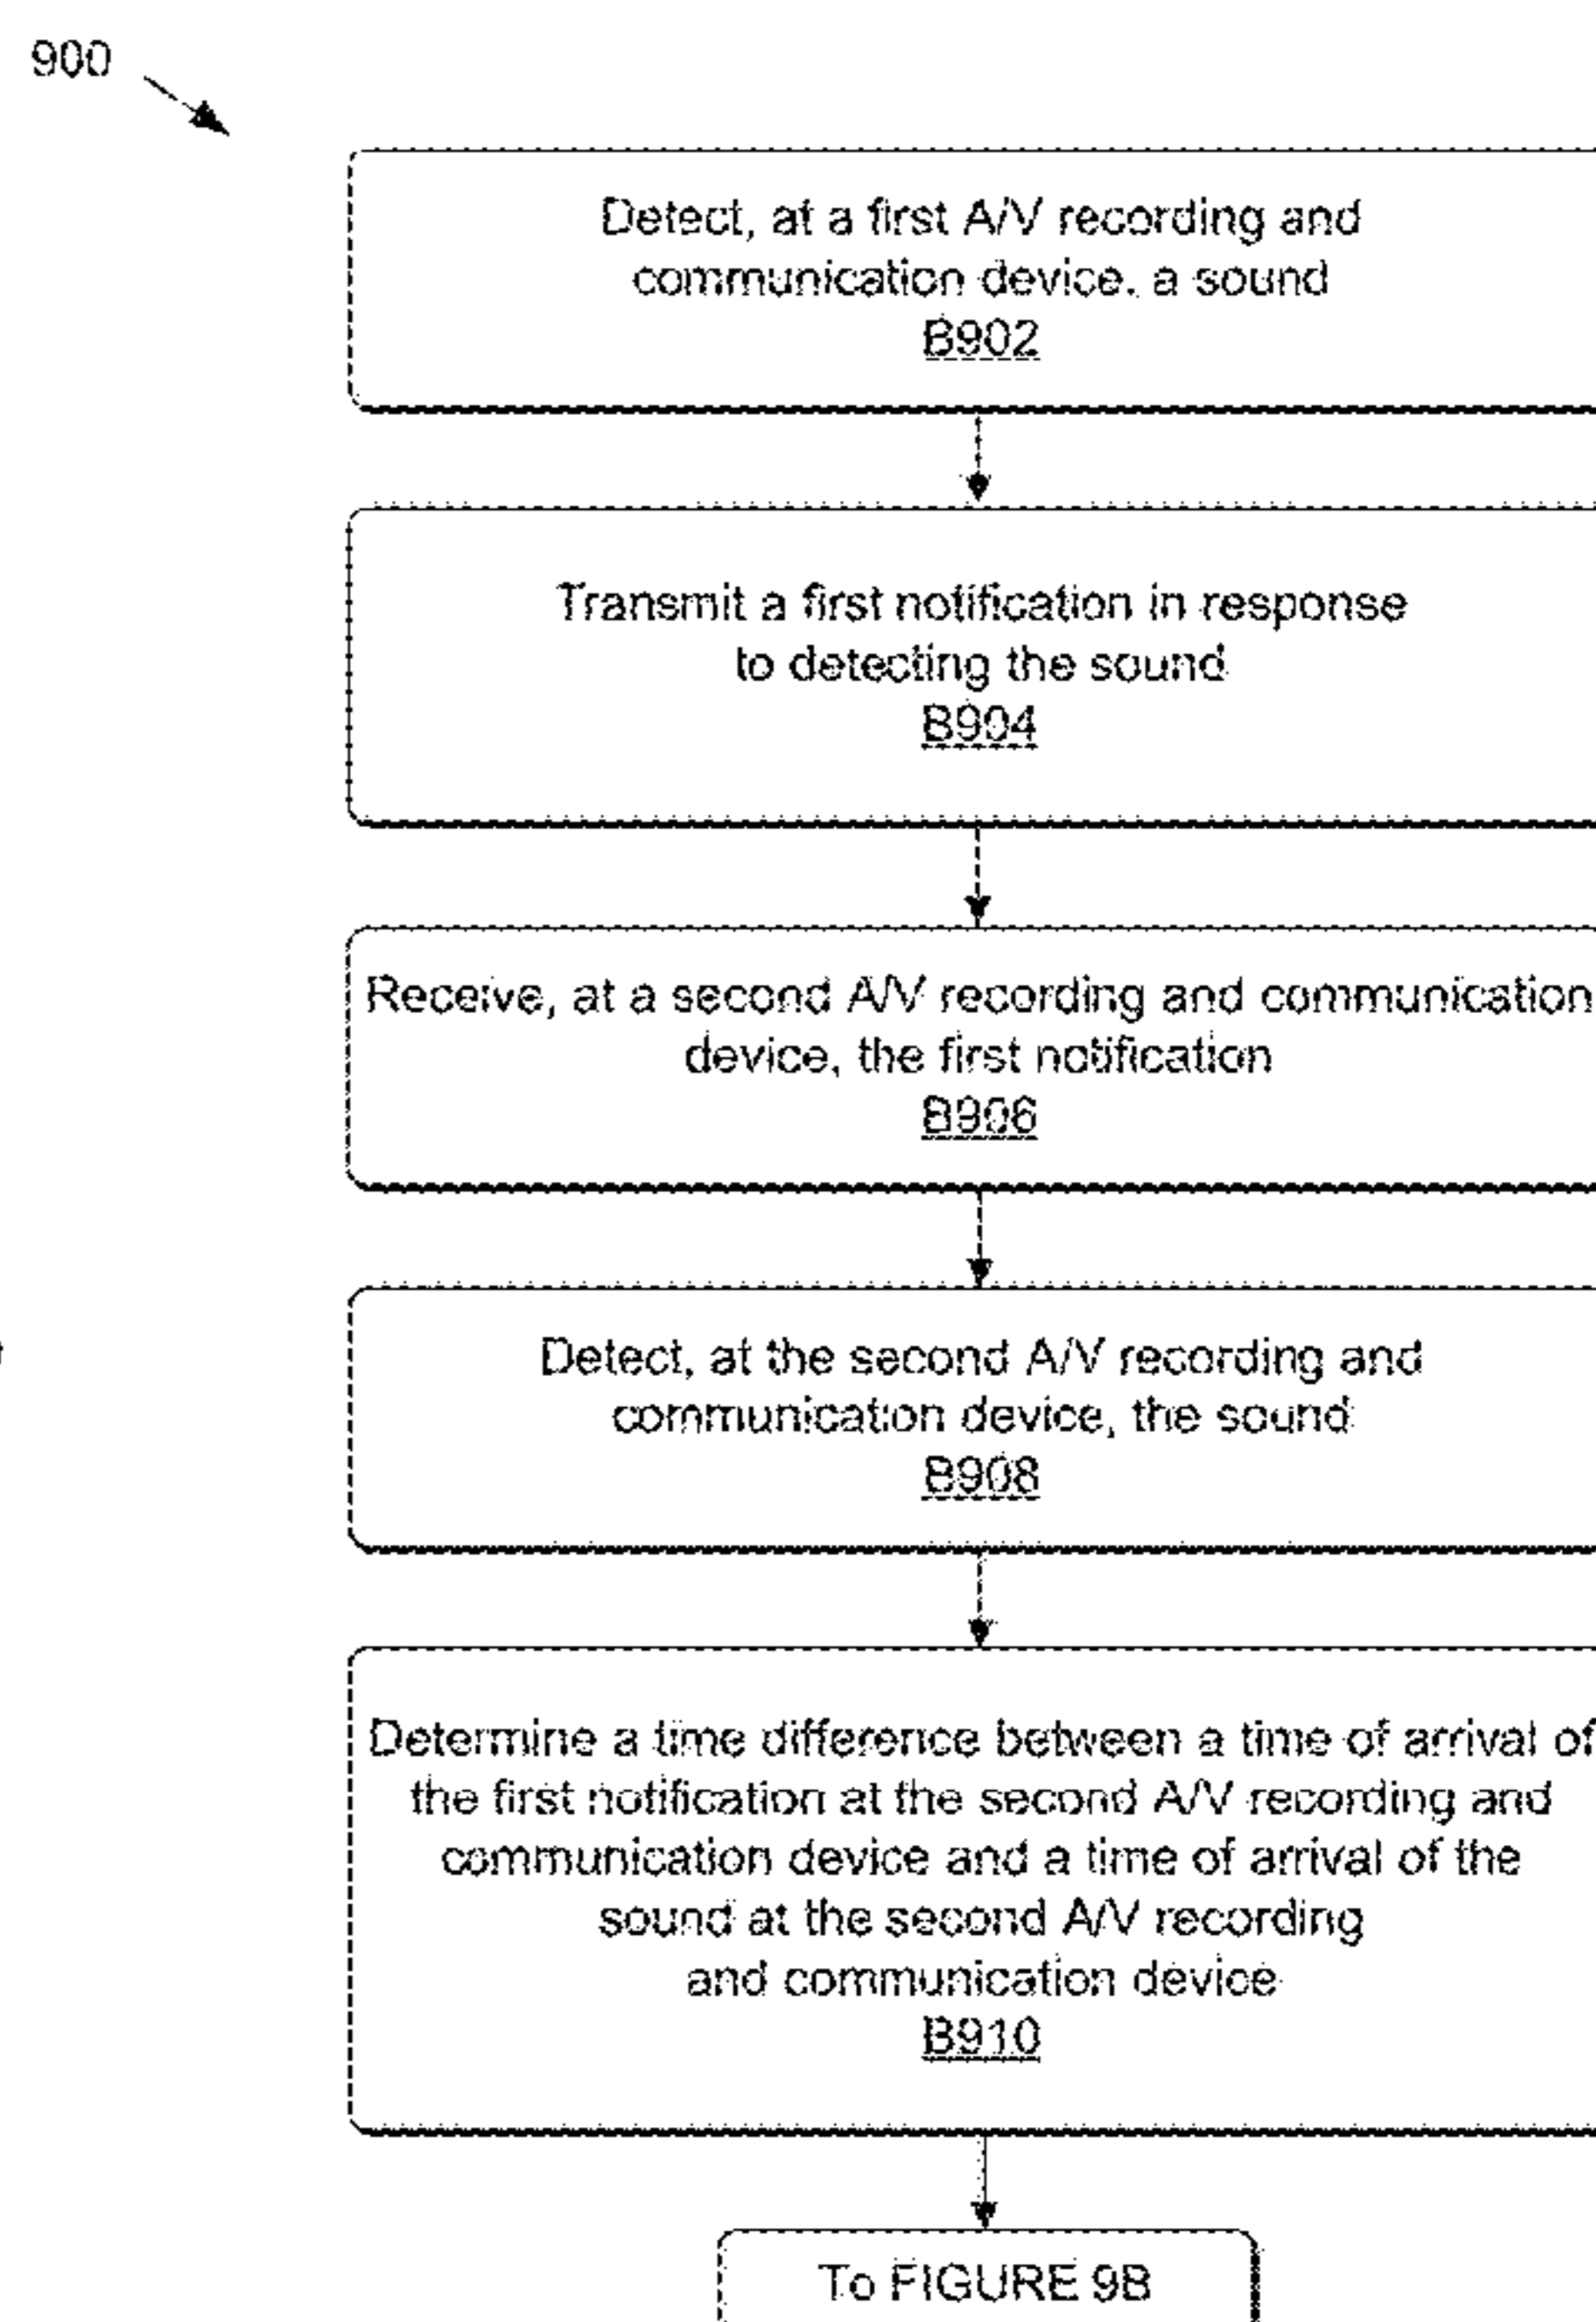 900
Detect, at a first A/V recording and
communication device, a sound
B902
Transmit a first notification in response
to detecting the sound
B904
Receive, at a second A/V recording and communication
device, the first notification
B906
Detect, at the second A/V recording and
communication device, the sound
B908
Determine a time difference between a time of arrival of
the first notification at the second A/V recording and
communication device and a time of arrival of the
sound at the second A/V recording
and communication device
B910
To FIGURE 9B